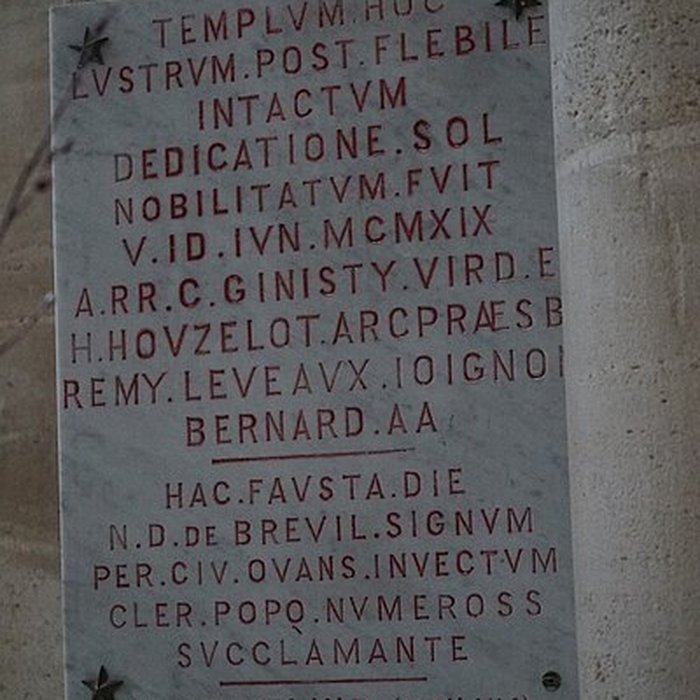 TEMPLVM.HOC
LVSTRVM.POST.FLEBILE
INTACTVM
DEDICATIONE.SOL
NOBILITATVM.FVIT
V.ID.IVN.MCMXIX
A.RR.C.GINISTY.VIRD.E
H.HOVZELOT.ARCPRAESB
REMY.LEVEAVX.IOIGNO
BERNARD.AA
HAC.FAVSTA.DIE
N.D.DE BREVIL.SIGNVM
PER.CIV.OVANS.INVECTVM
CLER.POPQ.NVMEROSS
SVCCLAMANTE